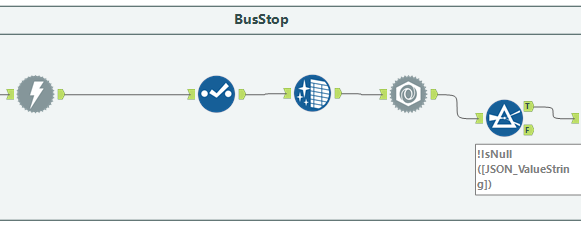 BusStop
T
F
!IsNull
([JSON_ValueStrin
g])